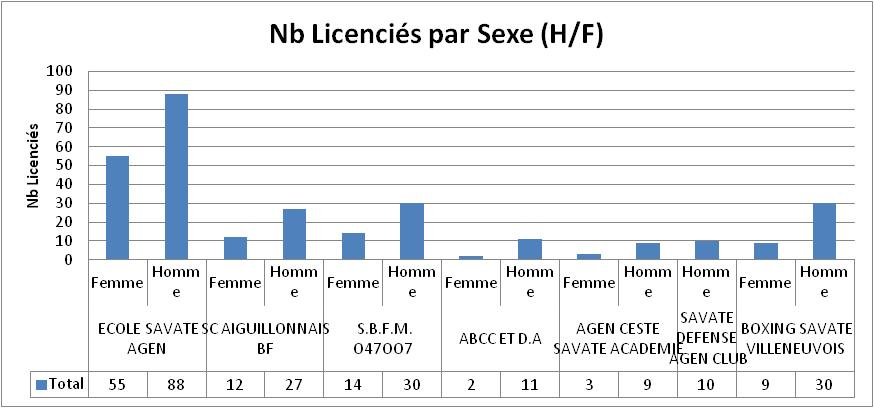 Nb Licenciés par Sexe (H/F)
Nb Licenciés
100
90
80
70
60
50
40
30
20
10
0
Femme Homm e Femme Homm e Femme Homm e Femme Homm e Femme Homm e Homm e Femme Homm e
ECOLE SAVATE AGEN
SC AIGUILLONNAIS BF
S.B.F.M. 047007
ABCC ET D.A
AGEN CESTE SAVATE ACADEMIE
SAVATE DEFENSE AGEN CLUB
BOXING SAVATE VILLENEUVOIS
Total 55 88 12 27 14 30 2 11 3 9 10 9 30